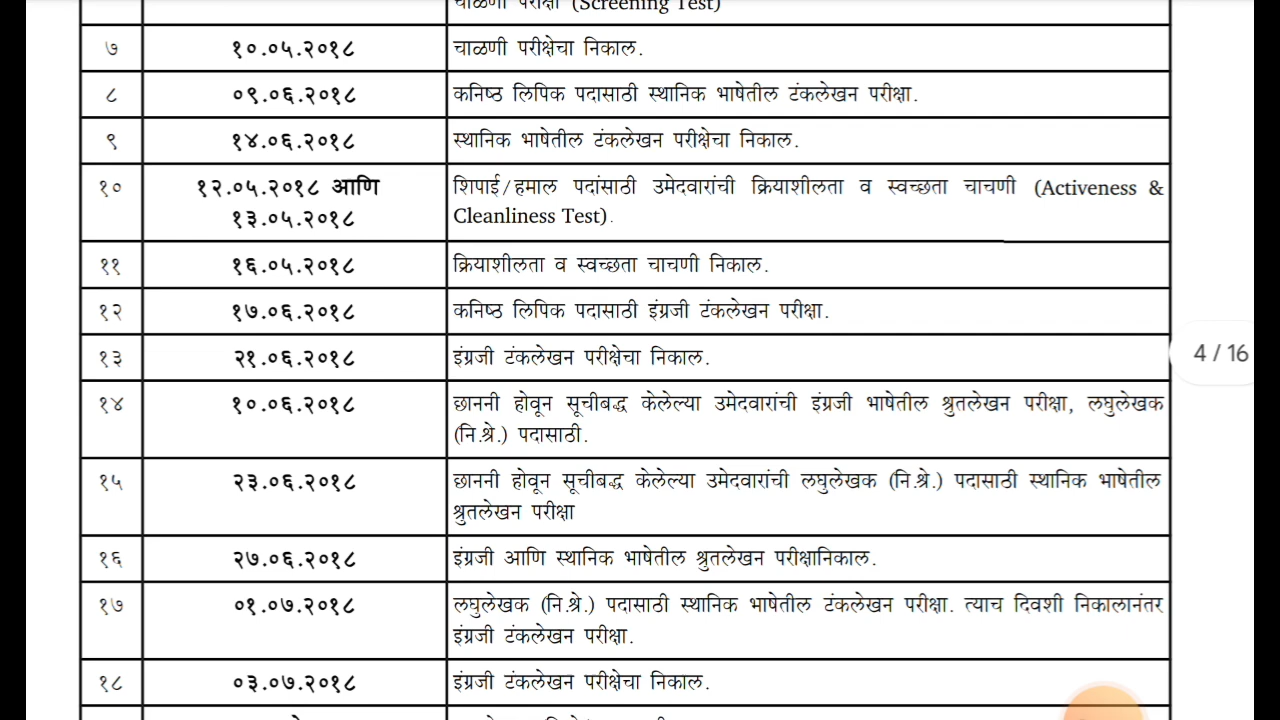 चाळणी परीक्षा (Screening Test)
७ १०.०५.२०१८ चाळणी परीक्षेचा निकाल.
८ ०९.०६.२०१८ कनिष्ठ लिपिक पदासाठी स्थानिक भाषेतील टंकलेखन परीक्षा.
९ १४.०६.२०१८ स्थानिक भाषेतील टंकलेखन परीक्षेचा निकाल.
१० १२.०५.२०१८ आणि शिपाई/हमाल पदांसाठी उमेदवारांची क्रियाशीलता व स्वच्छता चाचणी (Activeness &
१३.०५.२०१८ Cleanliness Test).
११ १६.०५.२०१८ क्रियाशीलता व स्वच्छता चाचणी निकाल.
१२ १७.०६.२०१८ कनिष्ठ लिपिक पदासाठी इंग्रजी टंकलेखन परीक्षा.
१३ २१.०६.२०१८ इंग्रजी टंकलेखन परीक्षेचा निकाल.
4 / 16
१४ १०.०६.२०१८ छाननी होवून सूचीबद्ध केलेल्या उमेदवारांची इंग्रजी भाषेतील श्रुतलेखन परीक्षा, लघुलेखक
(नि.श्रे.) पदासाठी.
१५ २३.०६.२०१८ छाननी होवून सूचीबद्ध केलेल्या उमेदवारांची लघुलेखक (नि.श्रे.) पदासाठी स्थानिक भाषेतील
श्रुतलेखन परीक्षा
१६ २७.०६.२०१८ इंग्रजी आणि स्थानिक भाषेतील श्रुतलेखन परीक्षानिकाल.
१७ ०१.०७.२०१८ लघुलेखक (नि.श्रे.) पदासाठी स्थानिक भाषेतील टंकलेखन परीक्षा. त्याच दिवशी निकालानंतर
इंग्रजी टंकलेखन परीक्षा.
१८ ०३.०७.२०१८ इंग्रजी टंकलेखन परीक्षेचा निकाल.